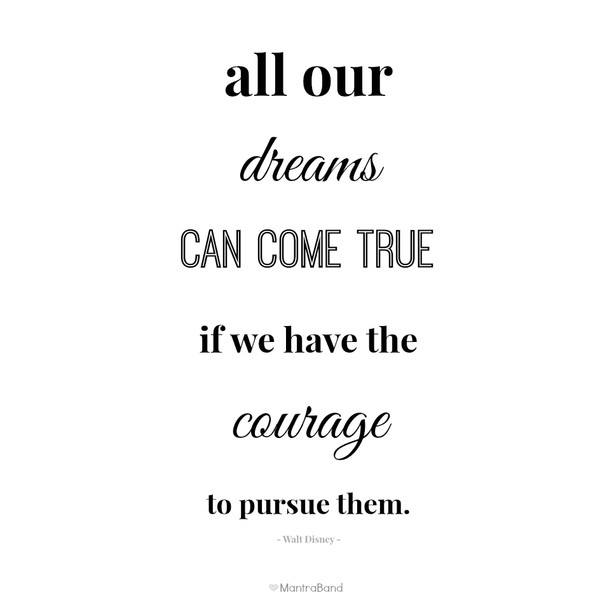 all our
dreams
CAN COME TRUE
if we have the
courage
to pursue them.
- Walt Disney -
MantraBand